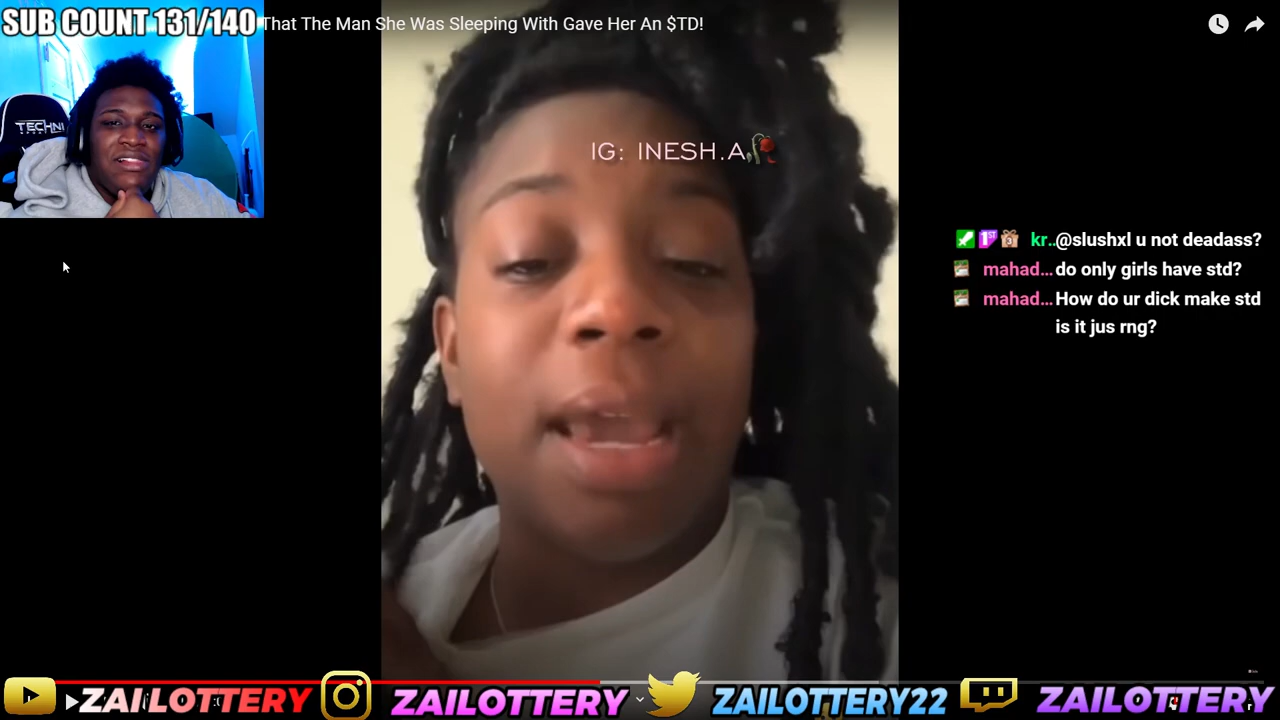 SUB COUNT 131/140
That The Man She Was Sleeping With Gave Her An $TD!
TECHNI
IG: INESH.A
kr..@slushxl u not deadass?
mahad...do only girls have std?
mahad...How do ur dick make std
is it jus rng?
ZAILOTTERY
ZAILOTTERY
ZAILOTTERY22
ZAILOTTERY